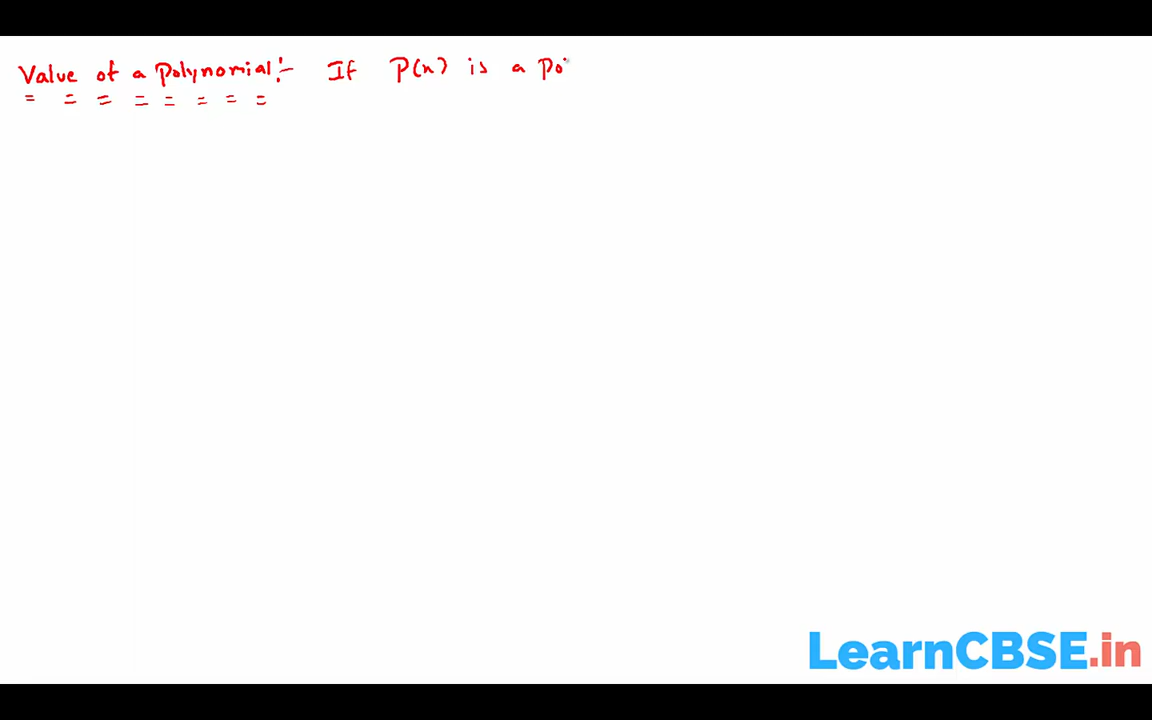 Value of a Polynomial:- If P(x) is a po
LearnCBSE.in